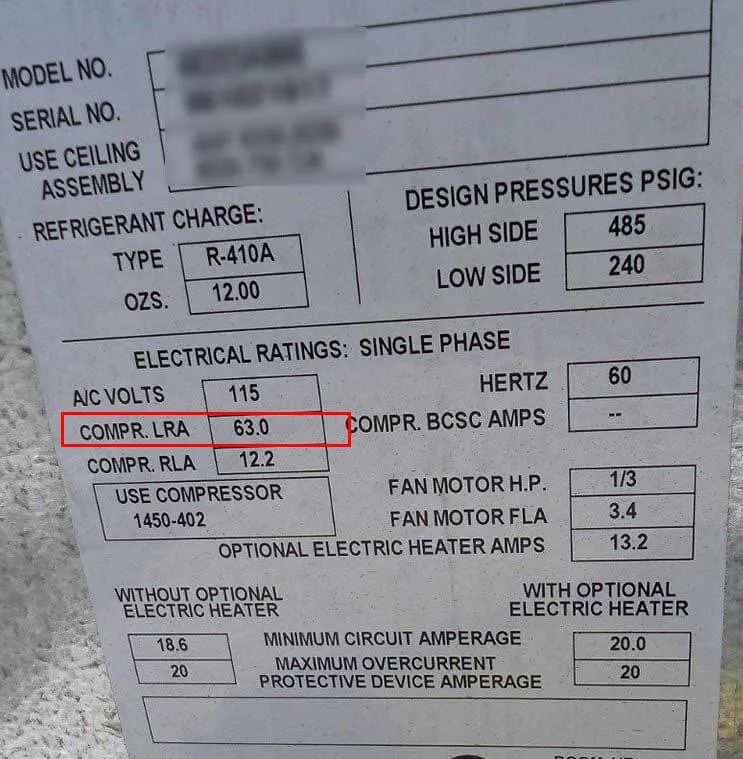 MODEL NO.
SERIAL NO.
USE CEILING
ASSEMBLY
REFRIGERANT CHARGE:
TYPE R-410A
OZS. 12.00
DESIGN PRESSURES PSIG:
HIGH SIDE 485
LOW SIDE 240
ELECTRICAL RATINGS: SINGLE PHASE
A/C VOLTS 115
HERTZ 60
COMPR. LRA 63.0
COMPR. BCSC AMPS --
COMPR. RLA 12.2
USE COMPRESSOR
1450-402
FAN MOTOR H.P. 1/3
FAN MOTOR FLA 3.4
OPTIONAL ELECTRIC HEATER AMPS 13.2
WITHOUT OPTIONAL
ELECTRIC HEATER
WITH OPTIONAL
ELECTRIC HEATER
18.6 MINIMUM CIRCUIT AMPERAGE 20.0
20 MAXIMUM OVERCURRENT
PROTECTIVE DEVICE AMPERAGE 20